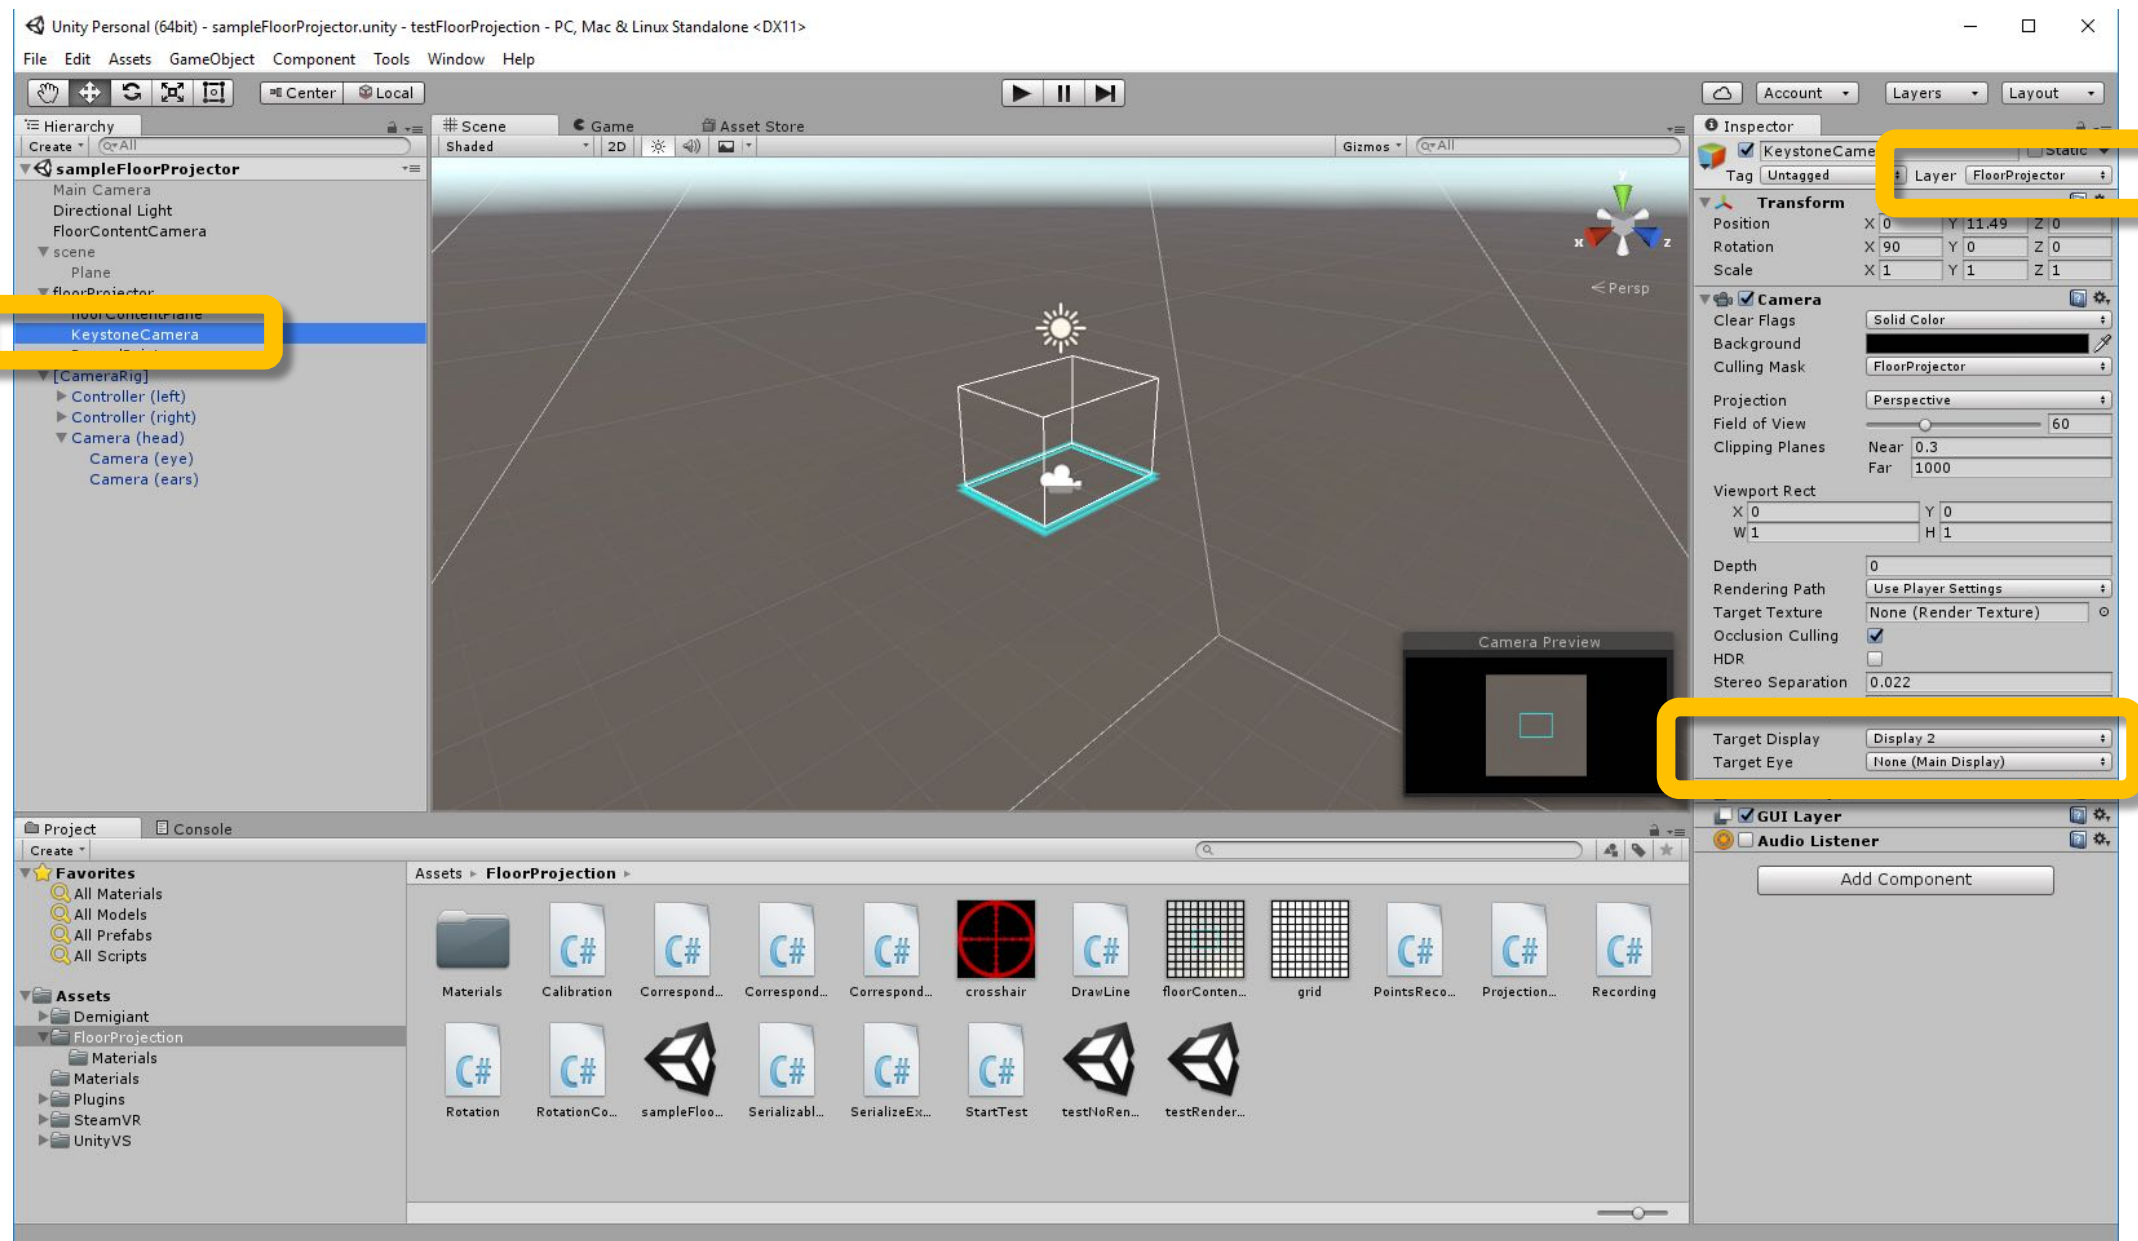 Unity Personal (64bit) - sampleFloorProjector.unity - testFloorProjection - PC, Mac & Linux Standalone <DX11>
File Edit Assets GameObject Component Tools Window Help
Center Local
Account Layers Layout
Hierarchy
Create All
sampleFloorProjector
Main Camera
Directional Light
FloorContentCamera
scene
Plane
floorProjector
floorContentPlane
KeystoneCamera
[CameraRig]
Controller (left)
Controller (right)
Camera (head)
Camera (eye)
Camera (ears)
Scene Game Asset Store
Shaded 2D Gizmos All
y
x z
Persp
Camera Preview
Inspector
KeystoneCame Static
Tag Untagged Layer FloorProjector
Transform
Position X 0 Y 11.49 Z 0
Rotation X 90 Y 0 Z 0
Scale X 1 Y 1 Z 1
Camera
Clear Flags Solid Color
Background
Culling Mask FloorProjector
Projection Perspective
Field of View 60
Clipping Planes Near 0.3
Far 1000
Viewport Rect
X 0 Y 0
W 1 H 1
Depth 0
Rendering Path Use Player Settings
Target Texture None (Render Texture)
Occlusion Culling
HDR
Stereo Separation 0.022
Target Display Display 2
Target Eye None (Main Display)
GUI Layer
Audio Listener
Add Component
Project Console
Create
Favorites
All Materials
All Models
All Prefabs
All Scripts
Assets
Demigiant
FloorProjection
Materials
Materials
Plugins
SteamVR
UnityVS
Assets FloorProjection
C# C# C# C# C# C# C# C#
Materials Calibration Correspond... Correspond... Correspond... crosshair DrawLine floorConten... grid PointsReco... Projection... Recording
C# C# C# C# C#
Rotation RotationCo... sampleFloo... Serializabl... SerializeEx... StartTest testNoRen... testRender...